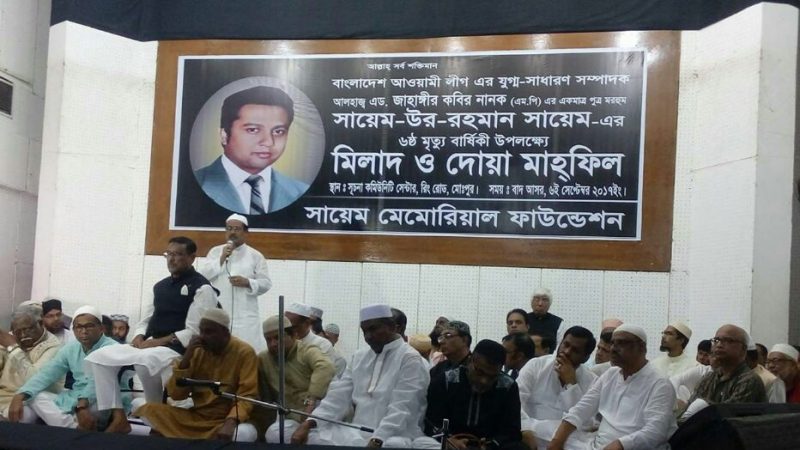 আল্লাহ্ সর্ব শক্তিমান
বাংলাদেশ আওয়ামী লীগ এর যুগ্ম-সাধারণ সম্পাদক
আলহাজ্ব এড. জাহাঙ্গীর কবির নানক (এম.পি) এর একমাত্র পুত্র মরহুম
সায়েম-উর-রহমান সায়েম-এর
৬ষ্ঠ মৃত্যু বার্ষিকী উপলক্ষ্যে
মিলাদ ও দোয়া মাহ্ফিল
স্থান : সূচনা কমিউনিটি সেন্টার, রিং রোড, মোঃপুর। সময় : বাদ আসর, ৬ই সেপ্টেম্বর ২০১৭ইং।
সায়েম মেমোরিয়াল ফাউন্ডেশন